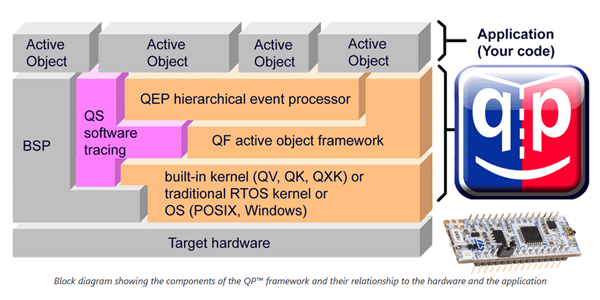 Active
Object
Active
Object
Active
Object
Active
Object
Application
(Your code)
BSP
QS
software
tracing
QEP hierarchical event processor
QF active object framework
built-in kernel (QV, QK, QXK) or
traditional RTOS kernel or
OS (POSIX, Windows)
Target hardware
qp
Block diagram showing the components of the QP™ framework and their relationship to the hardware and the application